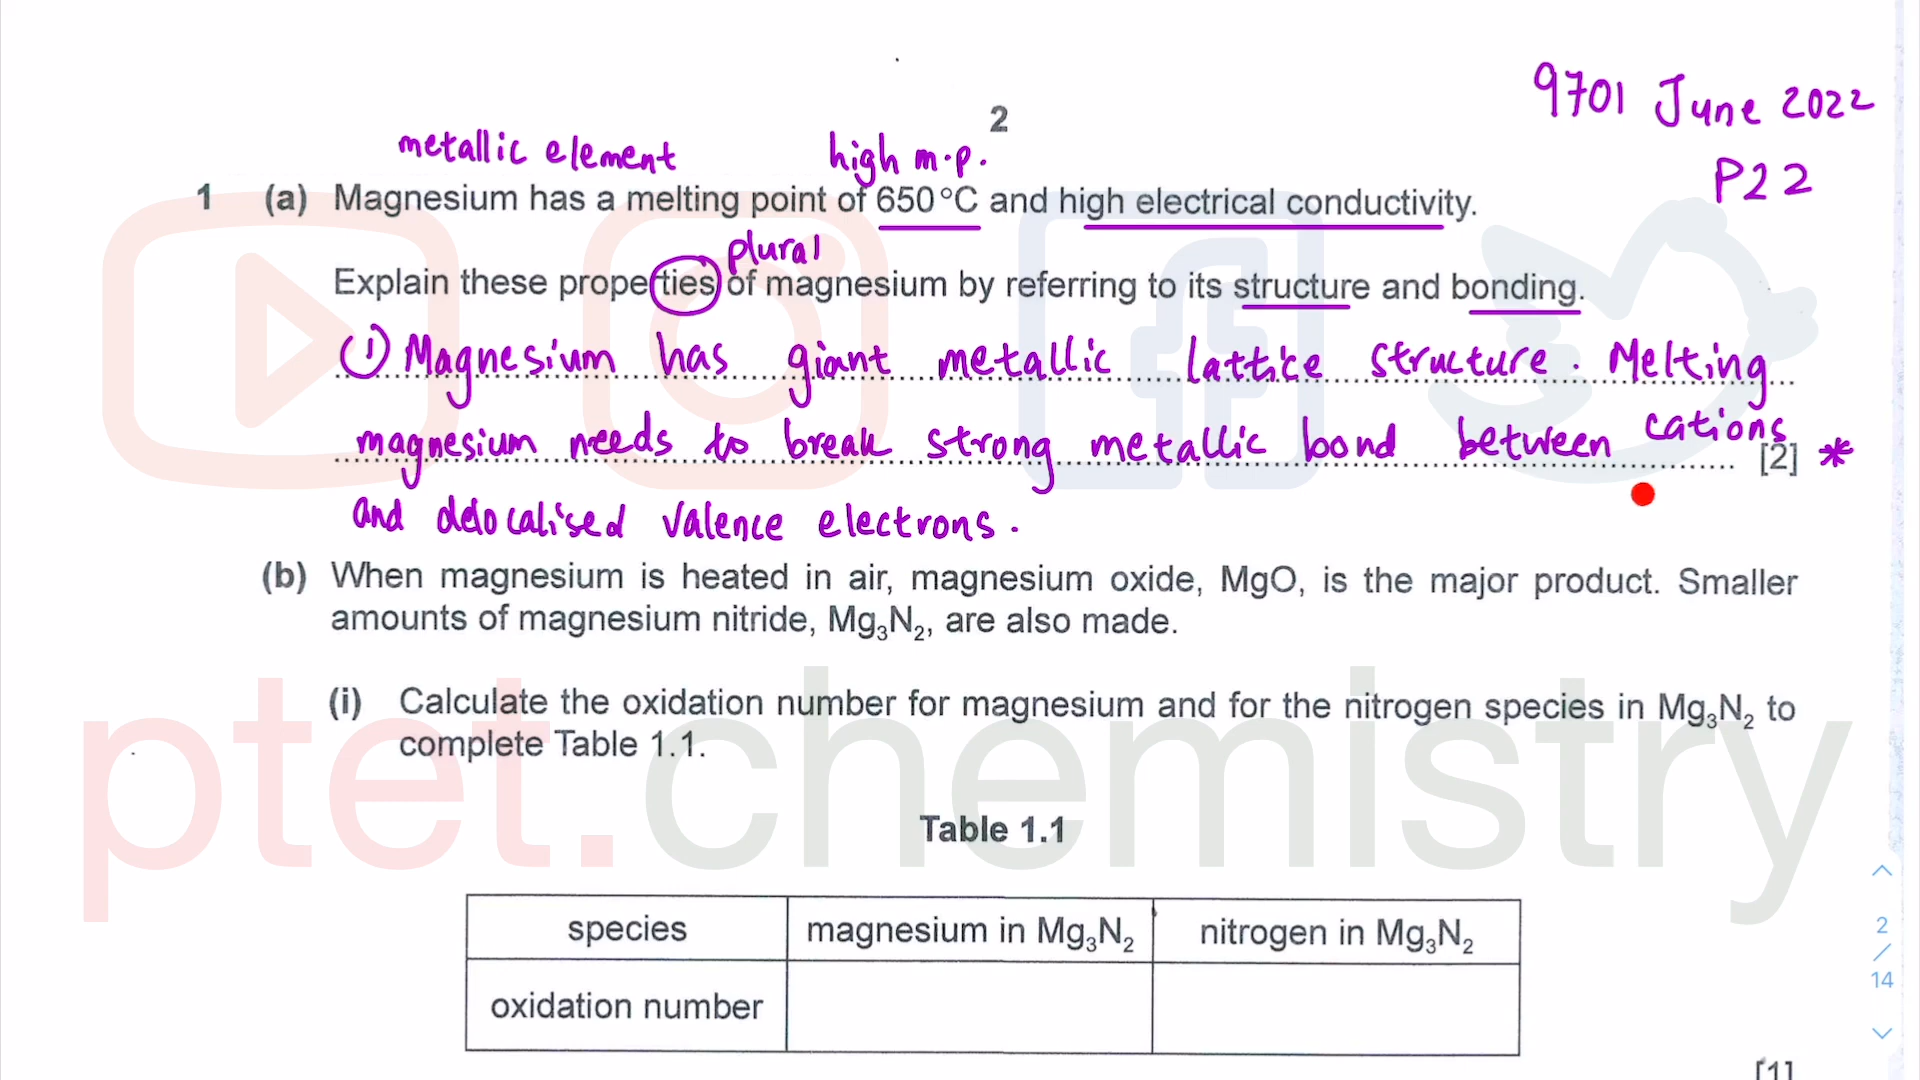 9701 June 2022
P22
2
metallic element high m.p.
1 (a) Magnesium has a melting point of 650°C and high electrical conductivity.
plural
Explain these properties of magnesium by referring to its structure and bonding.
① Magnesium has giant metallic lattice structure. Melting
magnesium needs to break strong metallic bond between cations
[2] *
and delocalised valence electrons.
(b) When magnesium is heated in air, magnesium oxide, MgO, is the major product. Smaller
amounts of magnesium nitride, Mg₃N₂, are also made.
(i) Calculate the oxidation number for magnesium and for the nitrogen species in Mg₃N₂ to
complete Table 1.1.
ptet.chemistry
Table 1.1
species magnesium in Mg₃N₂ nitrogen in Mg₃N₂
oxidation number
[1]
2
/
14